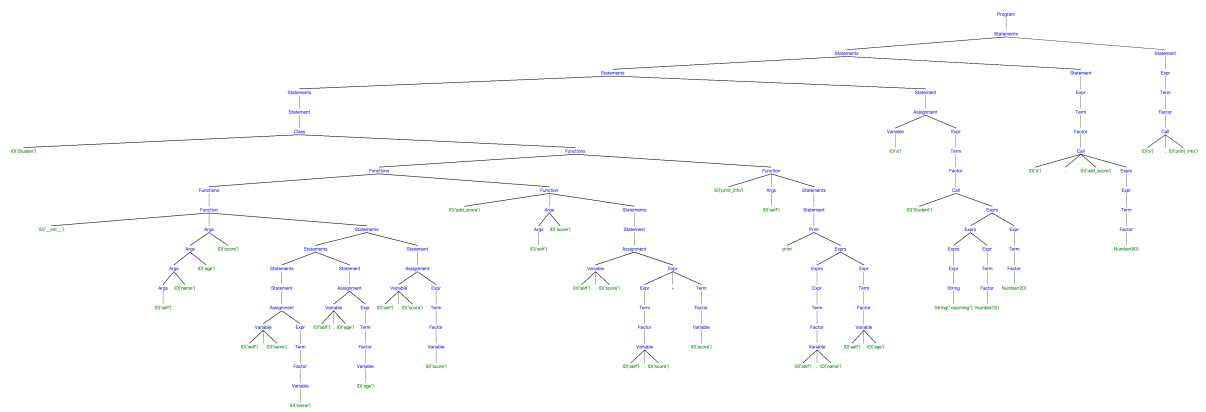 Program
Statements
Statements Statement
Statements Statement Expr
Statements Statement Expr Term
Statement Assignment Term Factor
Class Variable Expr Factor Call
ID('Student') Functions ID('a') Term Call ID('a') . ID('print_info')
Functions Function Factor ID('a') . ID('add_score') Exprs
Functions Function ID('print_info') Args Statements Call Expr
Function ID('add_score') Args Statements ID('self') Statement ID('Student') Exprs Term
ID('__init__') Args Statements Args ID('score') Statement Print Exprs Expr Factor
Args ID('score') Statements Statement ID('self') Assignment print Exprs Exprs Expr Term Number(60)
Args ID('age') Statements Statement Assignment Variable Expr Exprs Expr Expr Term Factor
Args ID('name') Statement Assignment Variable Expr ID('self') . ID('score') Expr + Term Expr Term String Factor Number(20)
ID('self') Assignment Variable Expr ID('self') . ID('score') Term Term Factor Term Factor String("xiaoming") Number(12)
Variable Expr ID('self') . ID('age') Term Factor Factor Variable Factor Variable
ID('self') . ID('name') Term Factor Variable Variable ID('score') Variable ID('self') . ID('age')
Factor Variable ID('score') ID('self') . ID('score') ID('self') . ID('name')
Variable ID('age')
ID('name')